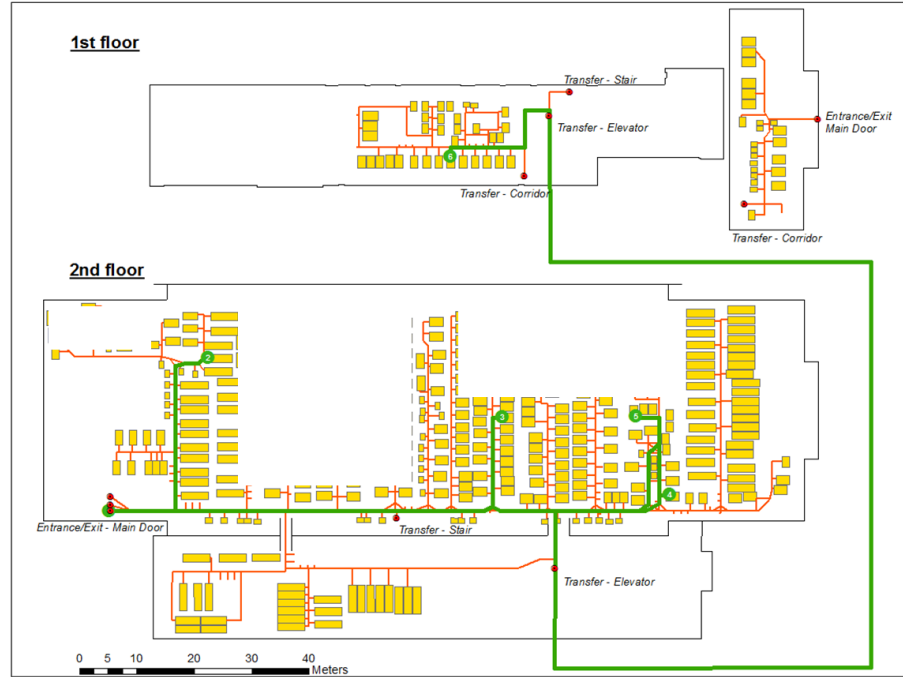 1st floor
Transfer - Stair
Transfer - Elevator
Entrance/Exit
Main Door
6
Transfer - Corridor
Transfer - Corridor
2nd floor
2
3
5
4
Entrance/Exit - Main Door
Transfer - Stair
Transfer - Elevator
0 5 10 20 30 40
Meters